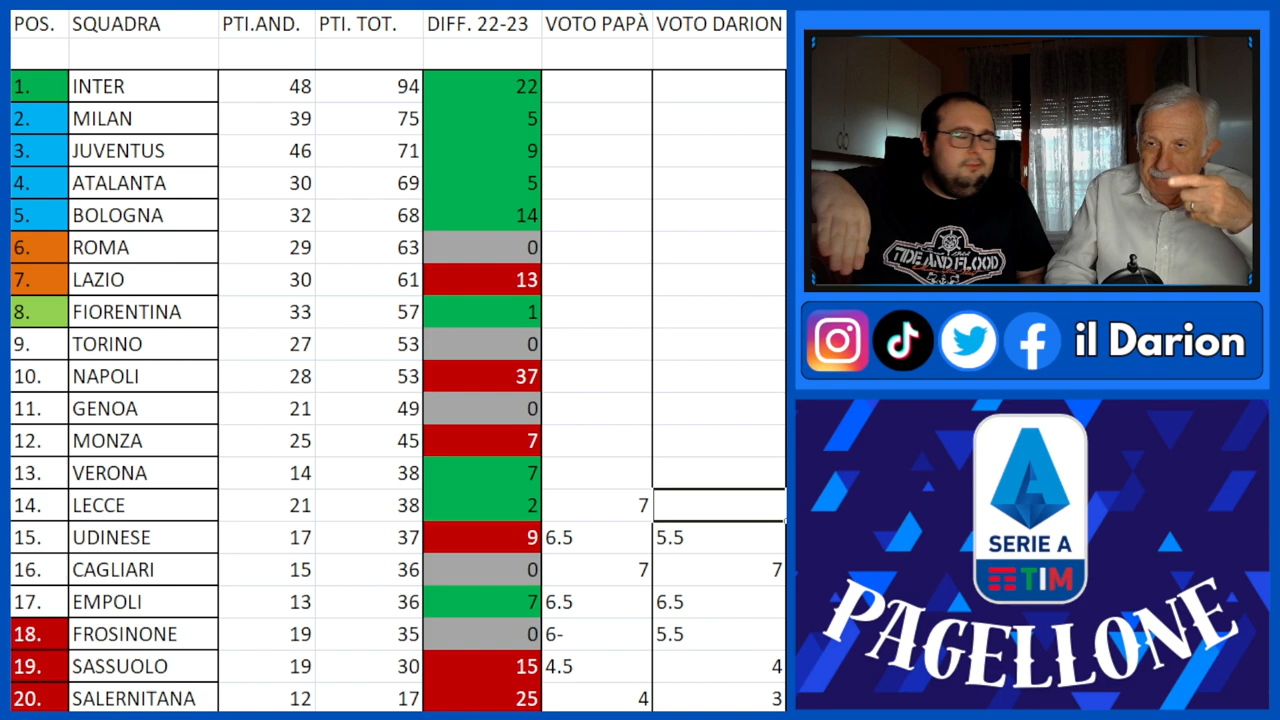 POS. SQUADRA PTI.AND. PTI. TOT. DIFF. 22-23 VOTO PAPÀ VOTO DARION
1. INTER 48 94 22
2. MILAN 39 75 5
3. JUVENTUS 46 71 9
4. ATALANTA 30 69 5
5. BOLOGNA 32 68 14
6. ROMA 29 63 0
7. LAZIO 30 61 13
8. FIORENTINA 33 57 1
9. TORINO 27 53 0
10. NAPOLI 28 53 37
11. GENOA 21 49 0
12. MONZA 25 45 7
13. VERONA 14 38 7
14. LECCE 21 38 2 7
15. UDINESE 17 37 9 6.5 5.5
16. CAGLIARI 15 36 0 7 7
17. EMPOLI 13 36 7 6.5 6.5
18. FROSINONE 19 35 0 6- 5.5
19. SASSUOLO 19 30 15 4.5 4
20. SALERNITANA 12 17 25 4 3
TIDE AND FLOOD
il Darion
SERIE A
TIM
PAGELLONE